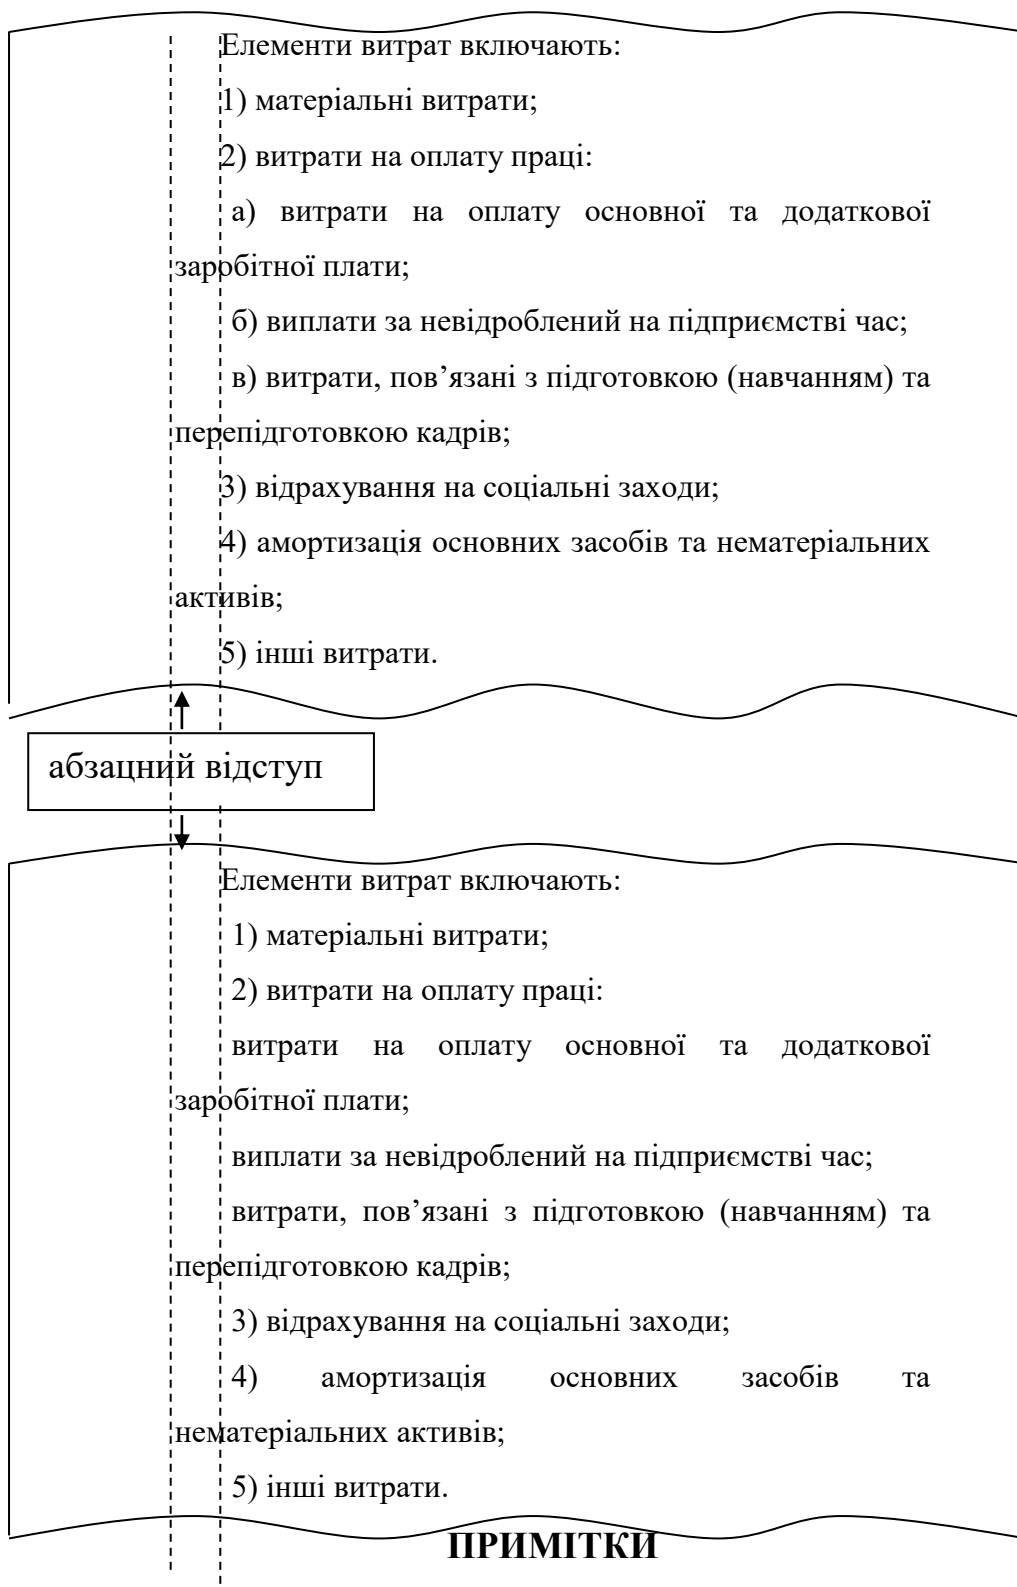 Елементи витрат включають:
1) матеріальні витрати;
2) витрати на оплату праці:
а) витрати на оплату основної та додаткової
заробітної плати;
б) виплати за невідроблений на підприємстві час;
в) витрати, пов’язані з підготовкою (навчанням) та
перепідготовкою кадрів;
3) відрахування на соціальні заходи;
4) амортизація основних засобів та нематеріальних
активів;
5) інші витрати.
абзацний відступ
Елементи витрат включають:
1) матеріальні витрати;
2) витрати на оплату праці:
витрати на оплату основної та додаткової
заробітної плати;
виплати за невідроблений на підприємстві час;
витрати, пов’язані з підготовкою (навчанням) та
перепідготовкою кадрів;
3) відрахування на соціальні заходи;
4) амортизація основних засобів та
нематеріальних активів;
5) інші витрати.
ПРИМІТКИ